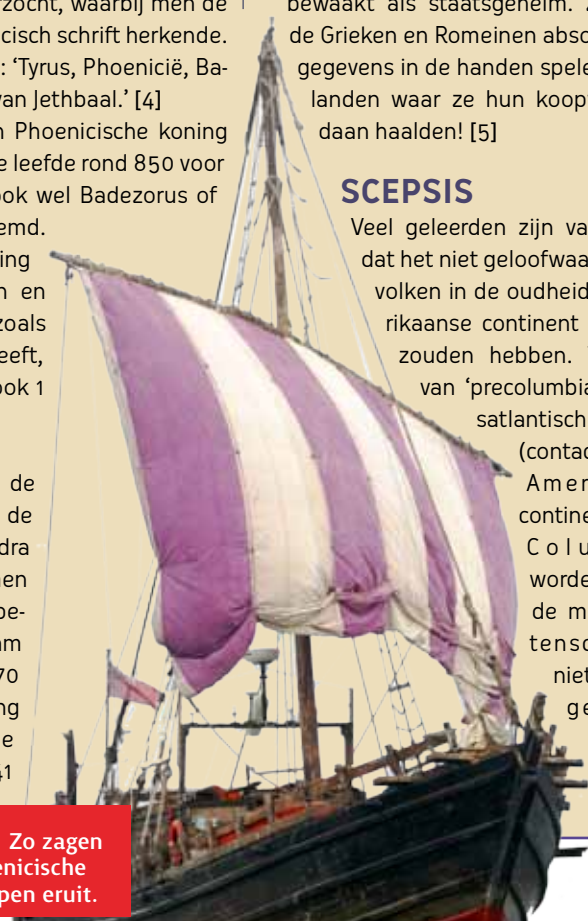 rzocht, waarbij men de
cisch schrift herkende.
: ‘Tyrus, Phoenicië, Ba-
van Jethbaal.’ [4]
n Phoenicische koning
e leefde rond 850 voor
ook wel Badezorus of
emd.
ing
n en
zoals
eeft,
ook 1
de
de
dra
en
be-
am
70
ng
e
41
Zo zagen
enicische
pen eruit.
bewaakt als staatsgeheim.
de Grieken en Romeinen abso
gegevens in de handen spele
landen waar ze hun koop
daan haalden! [5]
SCEPSIS
Veel geleerden zijn va
dat het niet geloofwaa
volken in de oudheid
rikaanse continent
zouden hebben.
van ‘precolumbia
satlantisch
(contac
Amer
contine
Colu
worde
de m
tensc
niet
ge